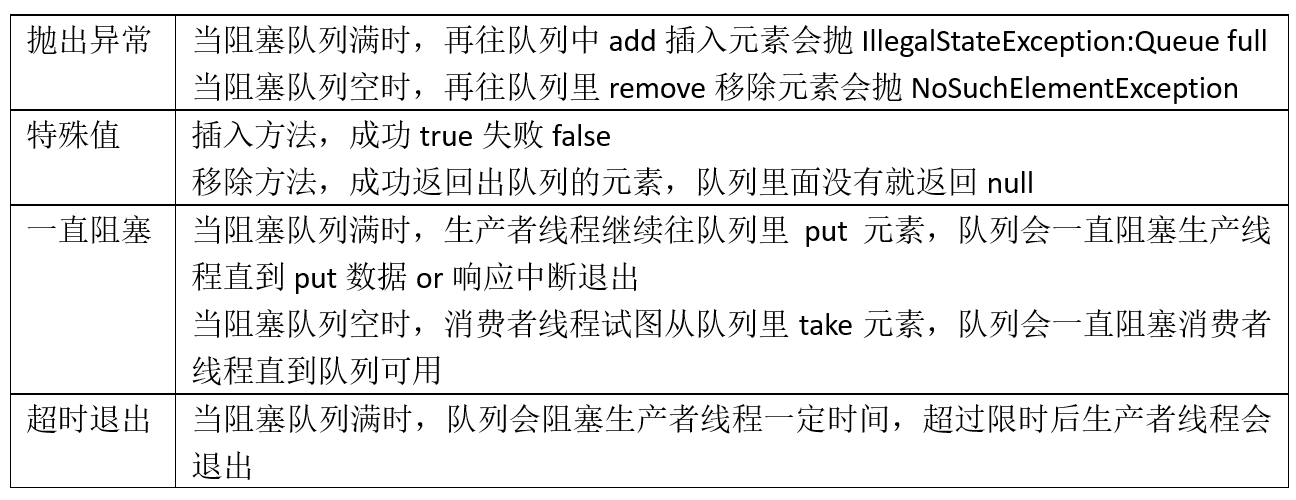 抛出异常 当阻塞队列满时，再往队列中 add 插入元素会抛 IllegalStateException:Queue full
当阻塞队列空时，再往队列里 remove 移除元素会抛 NoSuchElementException
特殊值 插入方法，成功 true 失败 false
移除方法，成功返回出队列的元素，队列里面没有就返回 null
一直阻塞 当阻塞队列满时，生产者线程继续往队列里 put 元素，队列会一直阻塞生产线
程直到 put 数据 or 响应中断退出
当阻塞队列空时，消费者线程试图从队列里 take 元素，队列会一直阻塞消费者
线程直到队列可用
超时退出 当阻塞队列满时，队列会阻塞生产者线程一定时间，超过限时后生产者线程会
退出